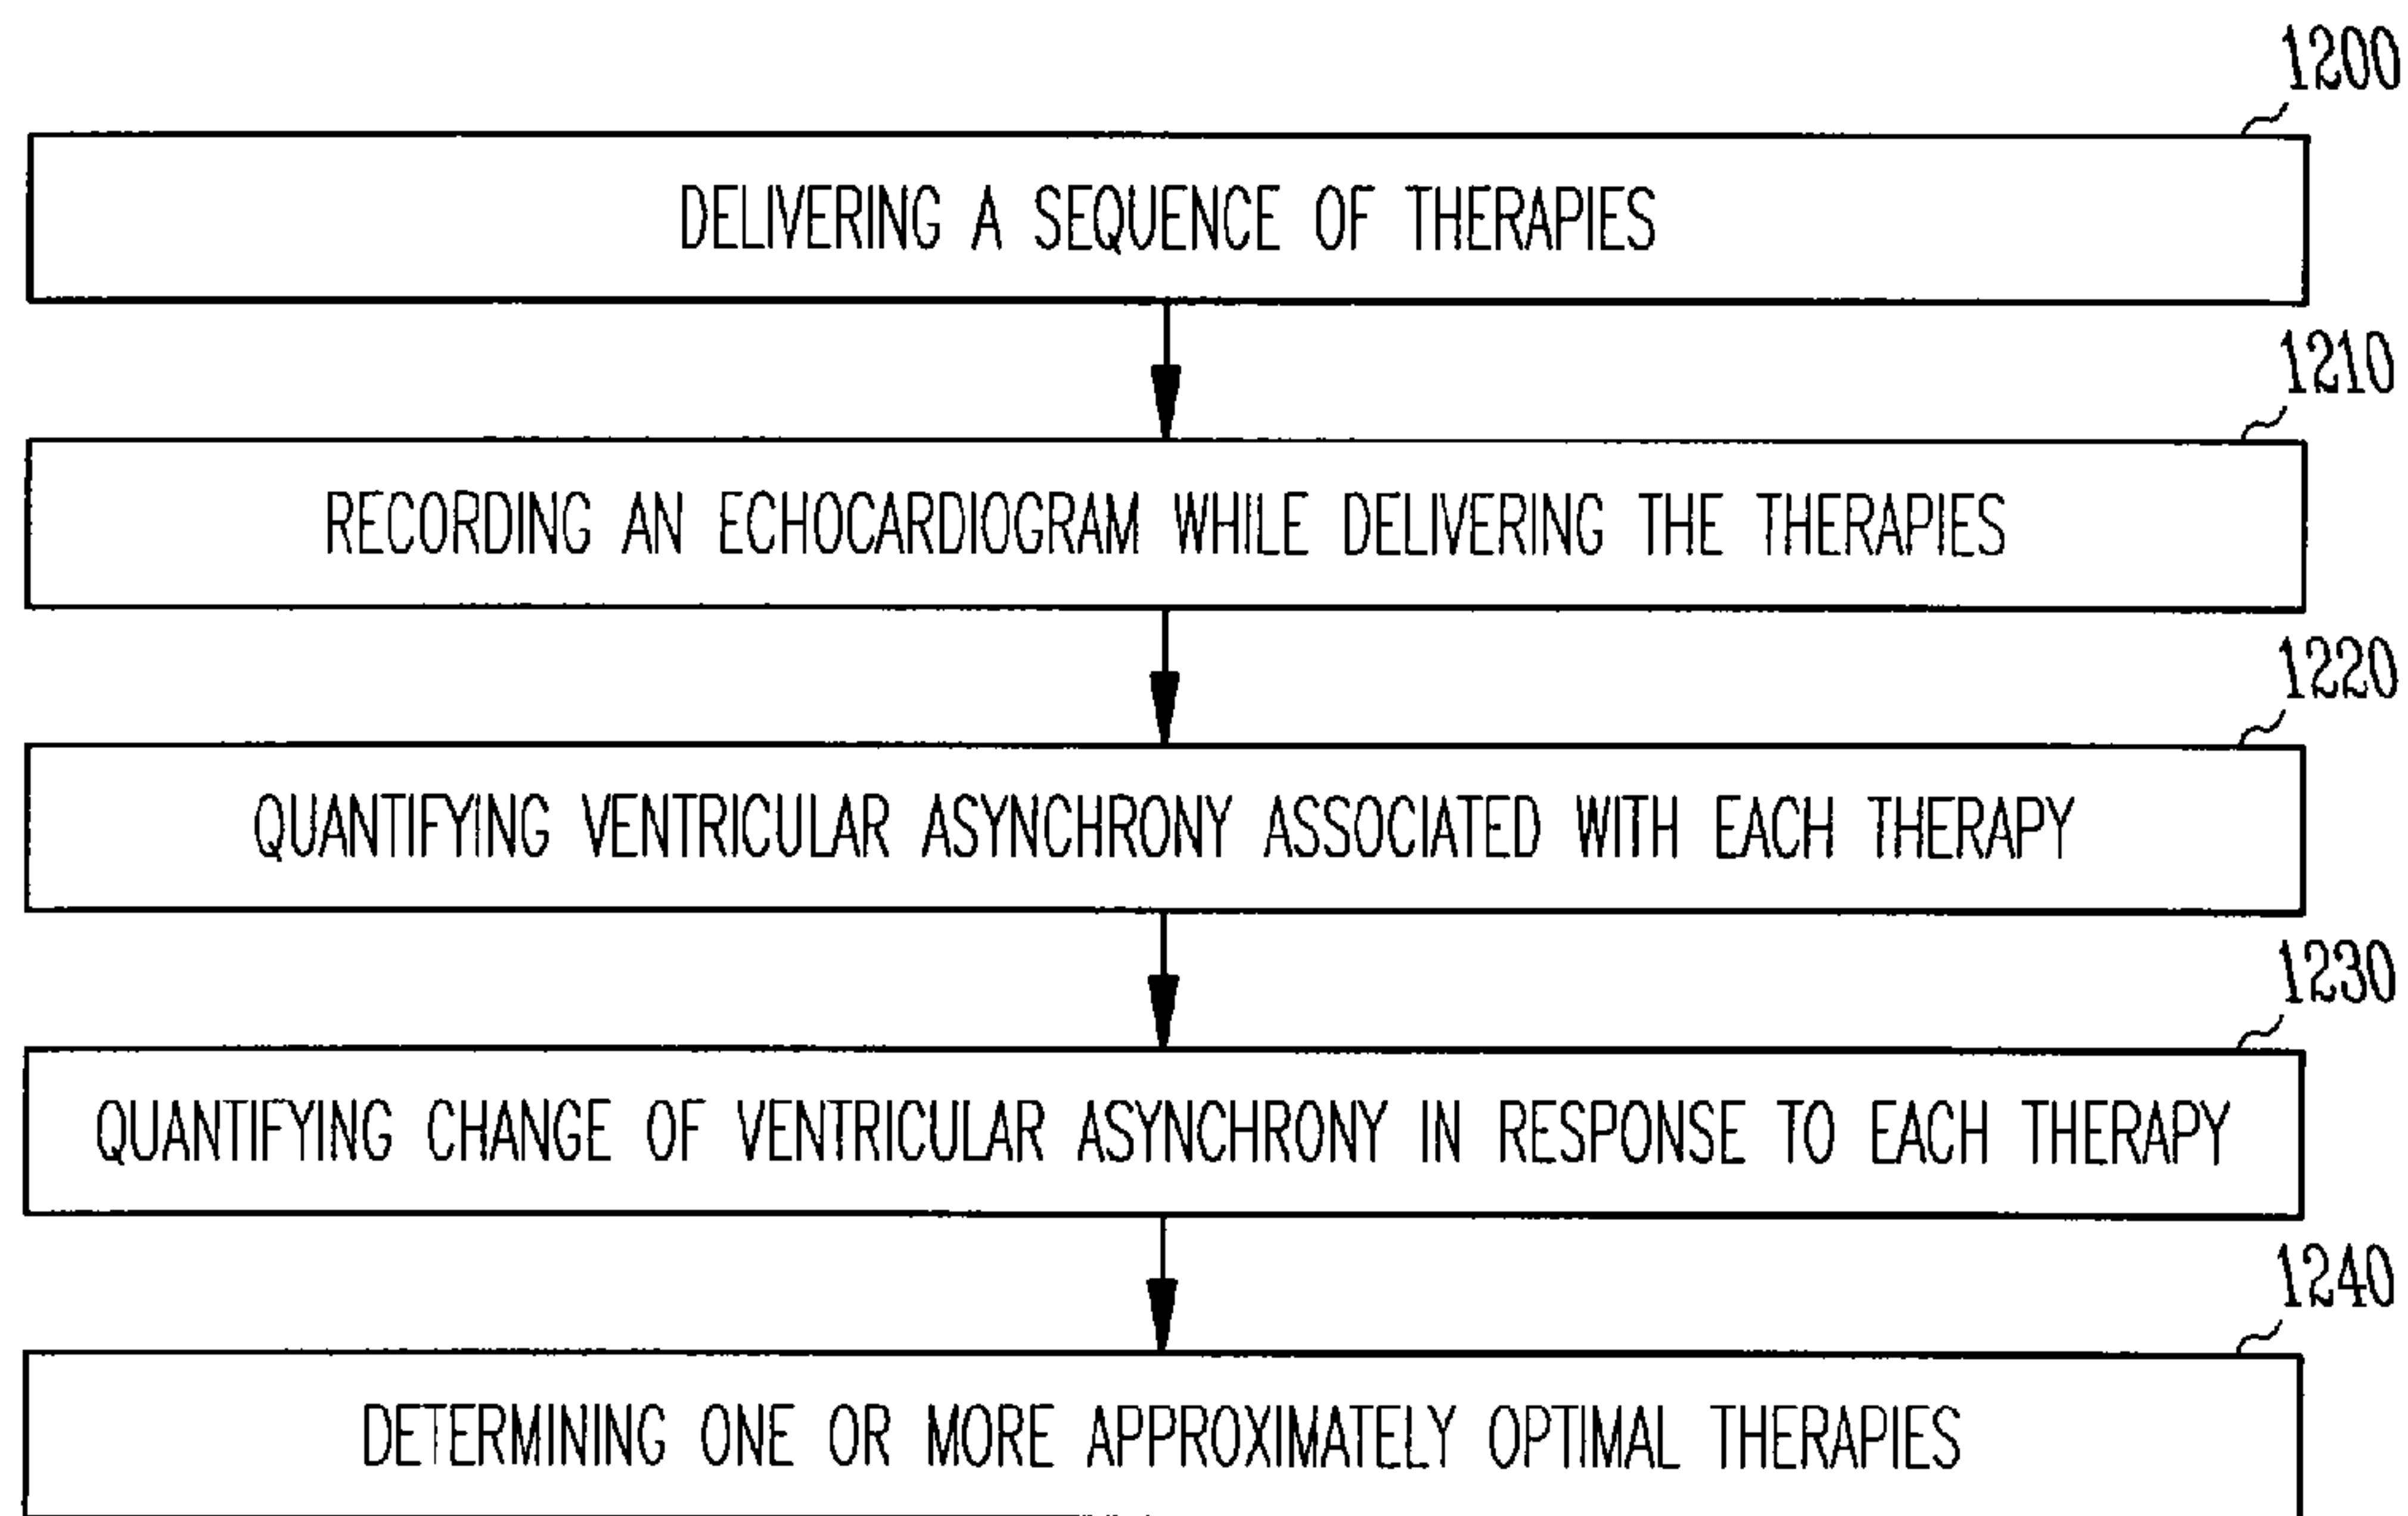 1200
DELIVERING A SEQUENCE OF THERAPIES
1210
RECORDING AN ECHOCARDIOGRAM WHILE DELIVERING THE THERAPIES
1220
QUANTIFYING VENTRICULAR ASYNCHRONY ASSOCIATED WITH EACH THERAPY
1230
QUANTIFYING CHANGE OF VENTRICULAR ASYNCHRONY IN RESPONSE TO EACH THERAPY
1240
DETERMINING ONE OR MORE APPROXIMATELY OPTIMAL THERAPIES